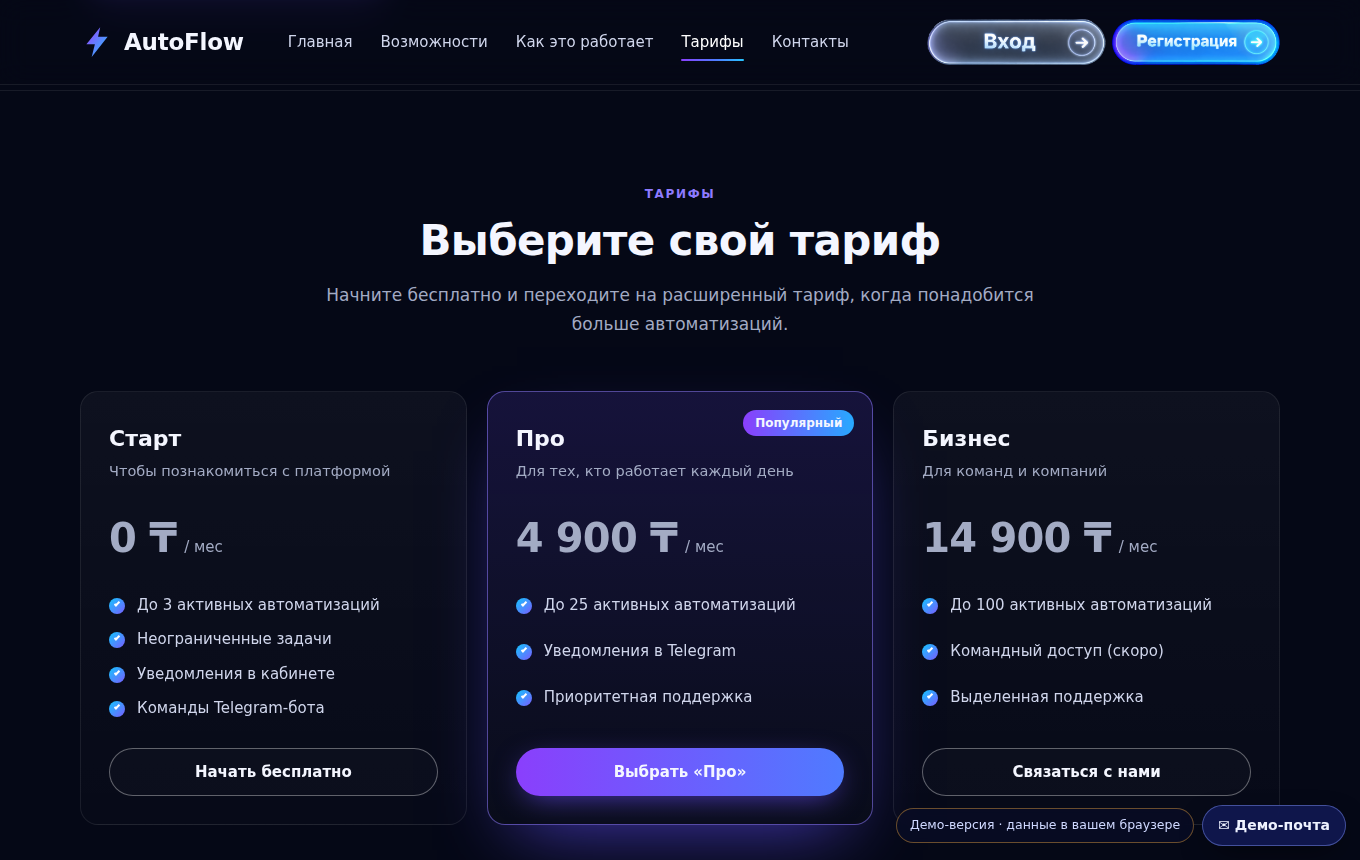 AutoFlow
Главная
Возможности
Как это работает
Тарифы
Контакты
Вход
Регистрация
ТАРИФЫ
Выберите свой тариф
Начните бесплатно и переходите на расширенный тариф, когда понадобится
больше автоматизаций.
Старт
Чтобы познакомиться с платформой
0 ₸ / мес
До 3 активных автоматизаций
Неограниченные задачи
Уведомления в кабинете
Команды Telegram-бота
Начать бесплатно
Популярный
Про
Для тех, кто работает каждый день
4 900 ₸ / мес
До 25 активных автоматизаций
Уведомления в Telegram
Приоритетная поддержка
Выбрать «Про»
Бизнес
Для команд и компаний
14 900 ₸ / мес
До 100 активных автоматизаций
Командный доступ (скоро)
Выделенная поддержка
Связаться с нами
Демо-версия · данные в вашем браузере
✉ Демо-почта